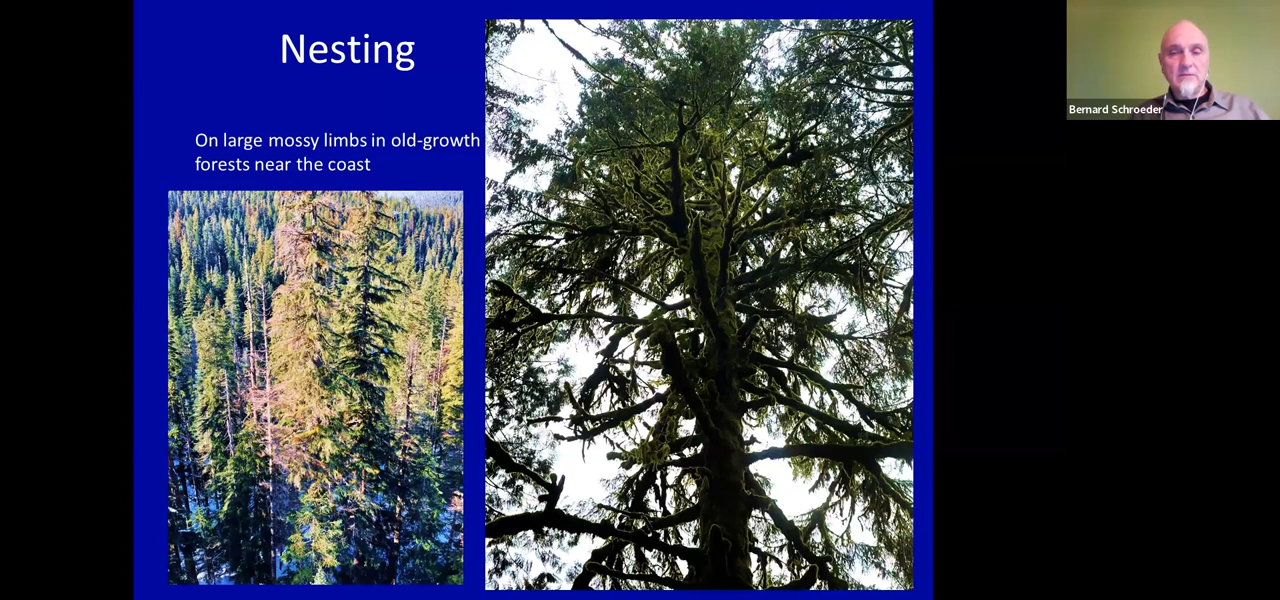 Nesting
On large mossy limbs in old-growth
forests near the coast
Bernard Schroeder